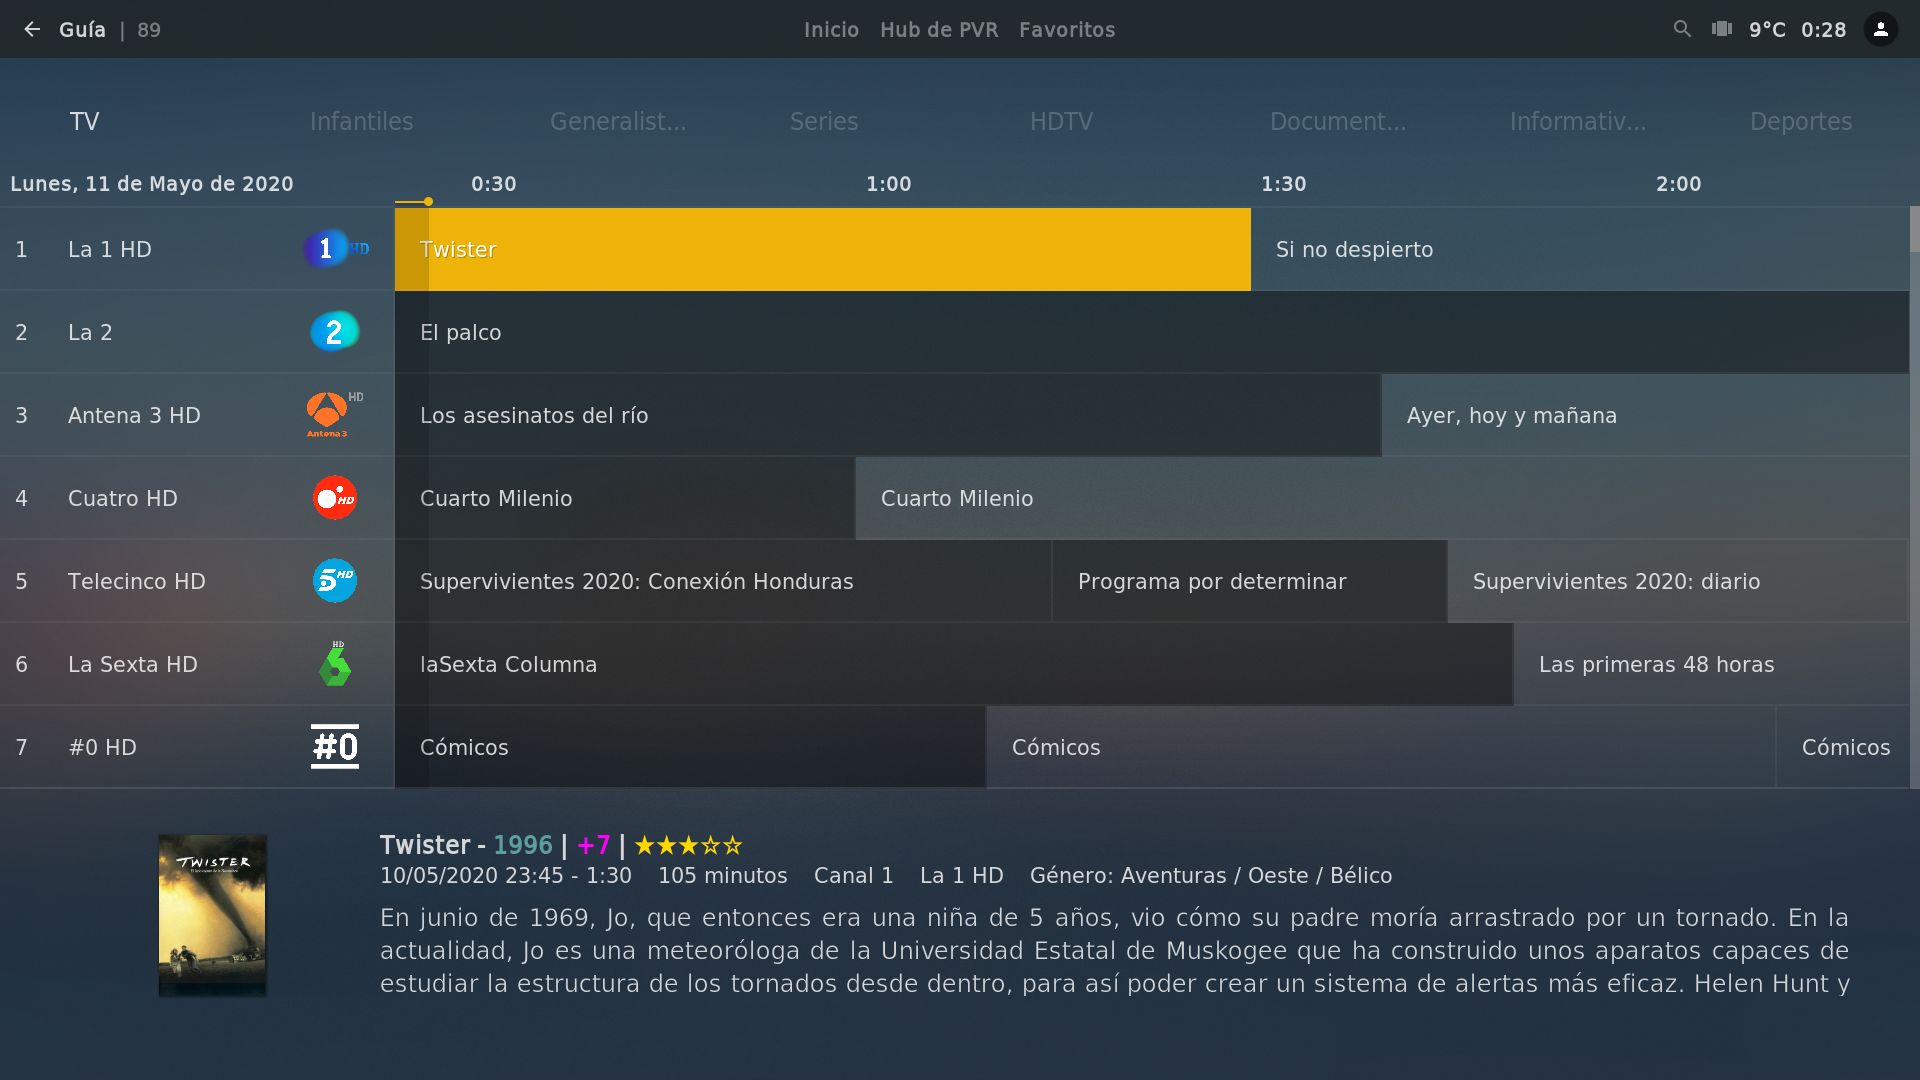 Guía | 89
Inicio Hub de PVR Favoritos
9°C 0:28
TV Infantiles Generalist... Series HDTV Document... Informativ... Deportes
Lunes, 11 de Mayo de 2020 0:30 1:00 1:30 2:00
1 La 1 HD 1 HD Twister Si no despierto
2 La 2 2 El palco
3 Antena 3 HD HD Antena 3 Los asesinatos del río Ayer, hoy y mañana
4 Cuatro HD HD Cuarto Milenio Cuarto Milenio
5 Telecinco HD 5 HD Supervivientes 2020: Conexión Honduras Programa por determinar Supervivientes 2020: diario
6 La Sexta HD HD 6 laSexta Columna Las primeras 48 horas
7 #0 HD #0 Cómicos Cómicos Cómicos
TWISTER
Twister - 1996 | +7 | ★★★☆☆
10/05/2020 23:45 - 1:30 105 minutos Canal 1 La 1 HD Género: Aventuras / Oeste / Bélico
En junio de 1969, Jo, que entonces era una niña de 5 años, vio cómo su padre moría arrastrado por un tornado. En la
actualidad, Jo es una meteoróloga de la Universidad Estatal de Muskogee que ha construido unos aparatos capaces de
estudiar la estructura de los tornados desde dentro, para así poder crear un sistema de alertas más eficaz. Helen Hunt y